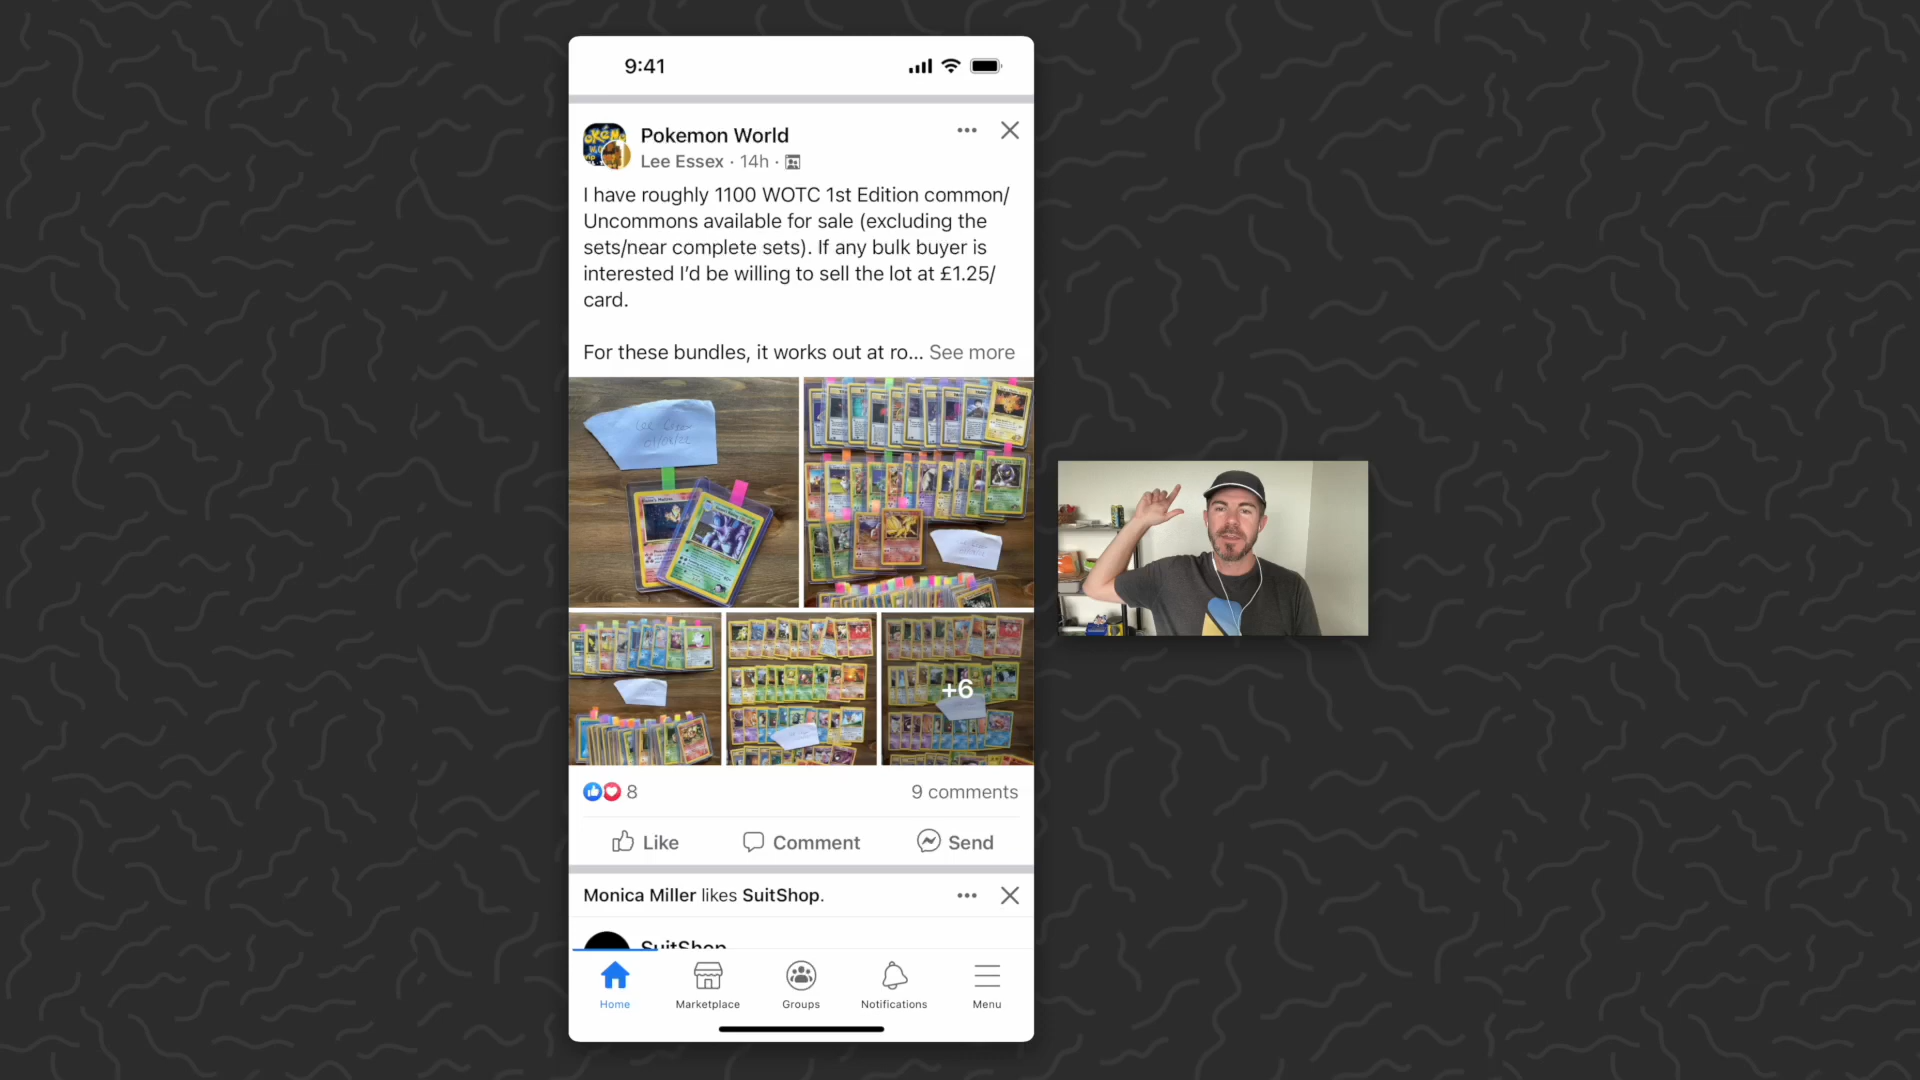 9:41
Pokemon World
Lee Essex · 14h ·
I have roughly 1100 WOTC 1st Edition common/
Uncommons available for sale (excluding the
sets/near complete sets). If any bulk buyer is
interested I'd be willing to sell the lot at £1.25/
card.
For these bundles, it works out at ro... See more
Lee Essex
+6
8
9 comments
Like
Comment
Send
Monica Miller likes SuitShop.
SuitShop
Home
Marketplace
Groups
Notifications
Menu